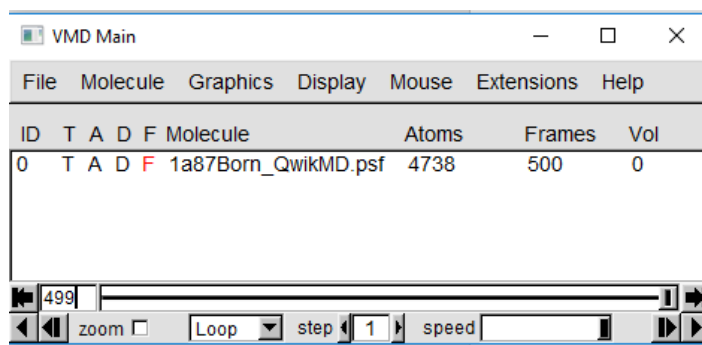 VMD Main
File Molecule Graphics Display Mouse Extensions Help
ID T A D F Molecule Atoms Frames Vol
0 T A D F 1a87Born_QwikMD.psf 4738 500 0
499
zoom Loop step 1 speed